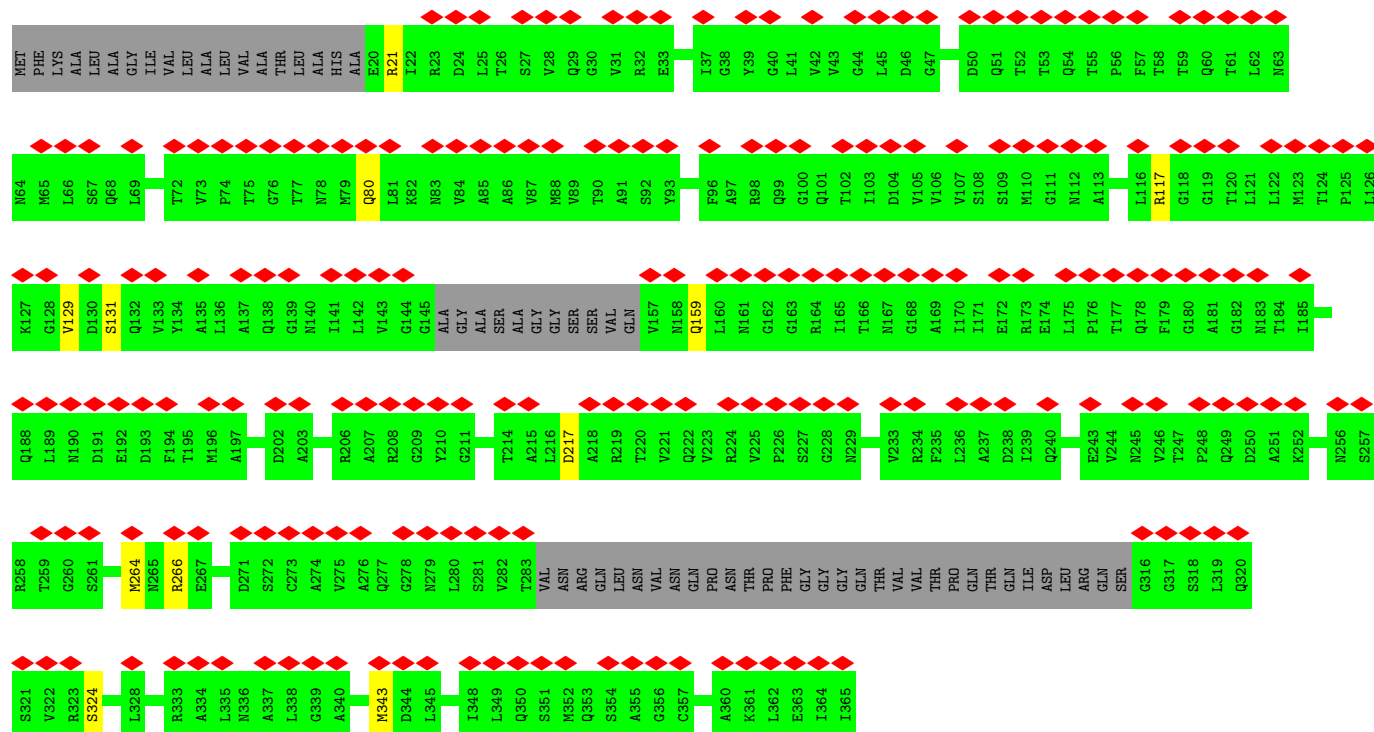 MET PHE LYS ALA LEU ALA GLY ILE VAL LEU ALA LEU VAL ALA THR LEU ALA HIS ALA E20 R21 I22 R23 D24 L25 T26 S27 V28 Q29 G30 V31 R32 E33 I37 G38 Y39 G40 L41 V42 V43 G44 L45 D46 G47 D50 Q51 T52 T53 Q54 T55 P56 F57 T58 T59 Q60 T61 L62 N63
N64 M65 L66 S67 Q68 L69 T72 V73 P74 T75 G76 T77 N78 M79 Q80 L81 K82 N83 V84 A85 A86 V87 M88 V89 T90 A91 S92 Y93 F96 A97 R98 Q99 G100 Q101 T102 I103 D104 V105 V106 V107 S108 S109 M110 G111 N112 A113 L116 R117 G118 G119 T120 L121 L122 M123 T124 P125 L126
K127 G128 V129 D130 S131 Q132 V133 Y134 A135 L136 A137 Q138 G139 N140 I141 L142 V143 G144 G145 ALA GLY ALA SER ALA GLY GLY SER SER VAL GLN V157 N158 Q159 L160 N161 G162 G163 R164 I165 T166 N167 G168 A169 I170 I171 E172 R173 E174 L175 P176 T177 Q178 F179 G180 A181 G182 N183 T184 I185
Q188 L189 N190 D191 E192 D193 F194 T195 M196 A197 D202 A203 R206 A207 R208 G209 Y210 G211 T214 A215 L216 D217 A218 R219 T220 V221 Q222 V223 R224 V225 P226 S227 G228 N229 V233 R234 F235 L236 A237 D238 I239 Q240 E243 V244 N245 V246 T247 P248 Q249 D250 A251 K252 N256 S257
R258 T259 G260 S261 M264 N265 R266 E267 D271 S272 C273 A274 V275 A276 Q277 G278 N279 L280 S281 V282 T283 VAL ASN ARG GLN LEU ASN VAL ASN GLN PRO ASN THR PRO PHE GLY GLY GLY GLN THR VAL VAL THR PRO GLN THR GLN ILE ASP LEU ARG GLN SER G316 G317 S318 L319 Q320
S321 V322 R323 S324 L328 R333 A334 L335 N336 A337 L338 G339 A340 M343 D344 L345 I348 L349 Q350 S351 M352 Q353 S354 A355 G356 C357 A360 K361 L362 E363 I364 I365